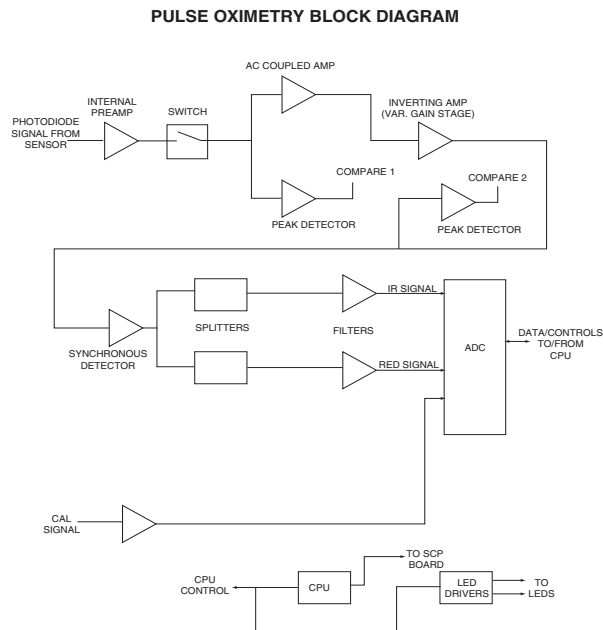 PULSE OXIMETRY BLOCK DIAGRAM
AC COUPLED AMP
INTERNAL
PREAMP
SWITCH
INVERTING AMP
(VAR. GAIN STAGE)
PHOTODIODE
SIGNAL FROM
SENSOR
COMPARE 1
COMPARE 2
PEAK DETECTOR
PEAK DETECTOR
IR SIGNAL
SPLITTERS
FILTERS
SYNCHRONOUS
DETECTOR
RED SIGNAL
ADC
DATA/CONTROLS
TO/FROM
CPU
CAL
SIGNAL
TO SCP
BOARD
CPU
CONTROL
CPU
LED
DRIVERS
TO
LEDS